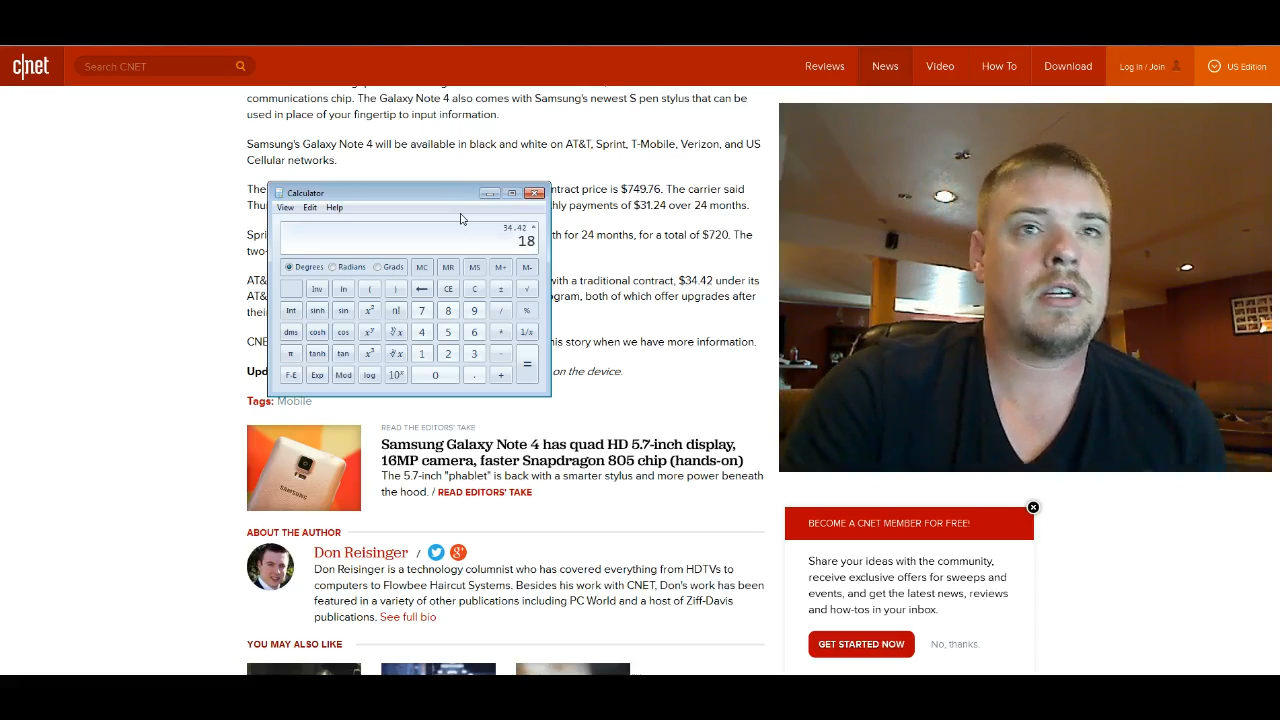 c|net
Search CNET
Reviews
News
Video
How To
Download
Log In / Join
US Edition
communications chip. The Galaxy Note 4 also comes with Samsung's newest S pen stylus that can be
used in place of your fingertip to input information.
Samsung's Galaxy Note 4 will be available in black and white on AT&T, Sprint, T-Mobile, Verizon, and US
Cellular networks.
The
ntract price is $749.76. The carrier said
Thu
hly payments of $31.24 over 24 months.
Spri
th for 24 months, for a total of $720. The
two-
AT&
with a traditional contract, $34.42 under its
AT&
ogram, both of which offer upgrades after
thei
CNE
his story when we have more information.
Upd
on the device.
Tags: Mobile
Calculator
View Edit Help
34.42 ^
18
Degrees Radians Grads MC MR MS M+ M-
Inv ln ( ) ← CE C ± √
Int sinh sin x² n! 7 8 9 / %
dms cosh cos xʸ ʸ√x 4 5 6 * 1/x
π tanh tan x³ ³√x 1 2 3 - =
F-E Exp Mod log 10ˣ 0 . +
READ THE EDITORS' TAKE
Samsung Galaxy Note 4 has quad HD 5.7-inch display,
16MP camera, faster Snapdragon 805 chip (hands-on)
The 5.7-inch "phablet" is back with a smarter stylus and more power beneath
the hood. / READ EDITORS' TAKE
SAMSUNG
ABOUT THE AUTHOR
Don Reisinger /
Don Reisinger is a technology columnist who has covered everything from HDTVs to
computers to Flowbee Haircut Systems. Besides his work with CNET, Don's work has been
featured in a variety of other publications including PC World and a host of Ziff-Davis
publications. See full bio
YOU MAY ALSO LIKE
BECOME A CNET MEMBER FOR FREE!
Share your ideas with the community,
receive exclusive offers for sweeps and
events, and get the latest news, reviews
and how-tos in your inbox.
GET STARTED NOW
No, thanks.